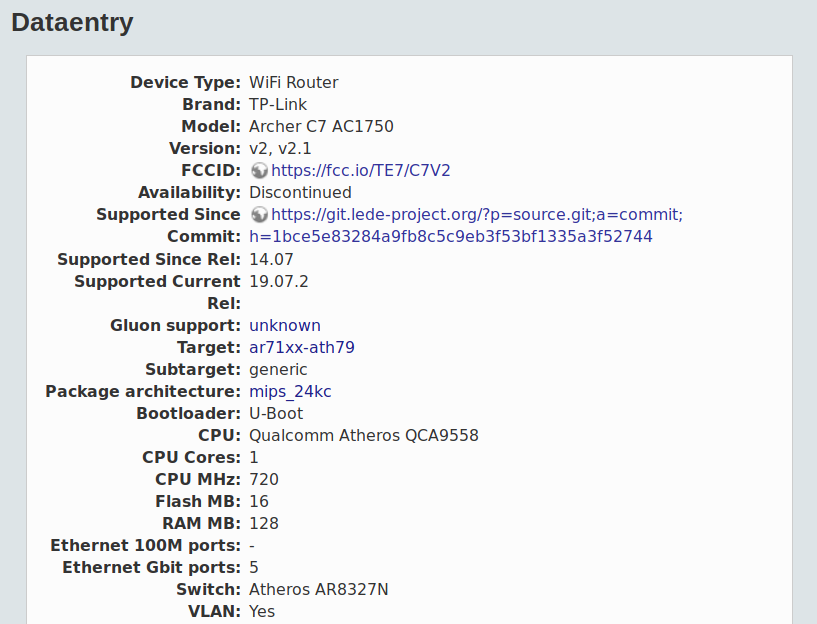 Dataentry
Device Type: WiFi Router
Brand: TP-Link
Model: Archer C7 AC1750
Version: v2, v2.1
FCCID: https://fcc.io/TE7/C7V2
Availability: Discontinued
Supported Since https://git.lede-project.org/?p=source.git;a=commit;
Commit: h=1bce5e83284a9fb8c5c9eb3f53bf1335a3f52744
Supported Since Rel: 14.07
Supported Current 19.07.2
Rel:
Gluon support: unknown
Target: ar71xx-ath79
Subtarget: generic
Package architecture: mips_24kc
Bootloader: U-Boot
CPU: Qualcomm Atheros QCA9558
CPU Cores: 1
CPU MHz: 720
Flash MB: 16
RAM MB: 128
Ethernet 100M ports: -
Ethernet Gbit ports: 5
Switch: Atheros AR8327N
VLAN: Yes